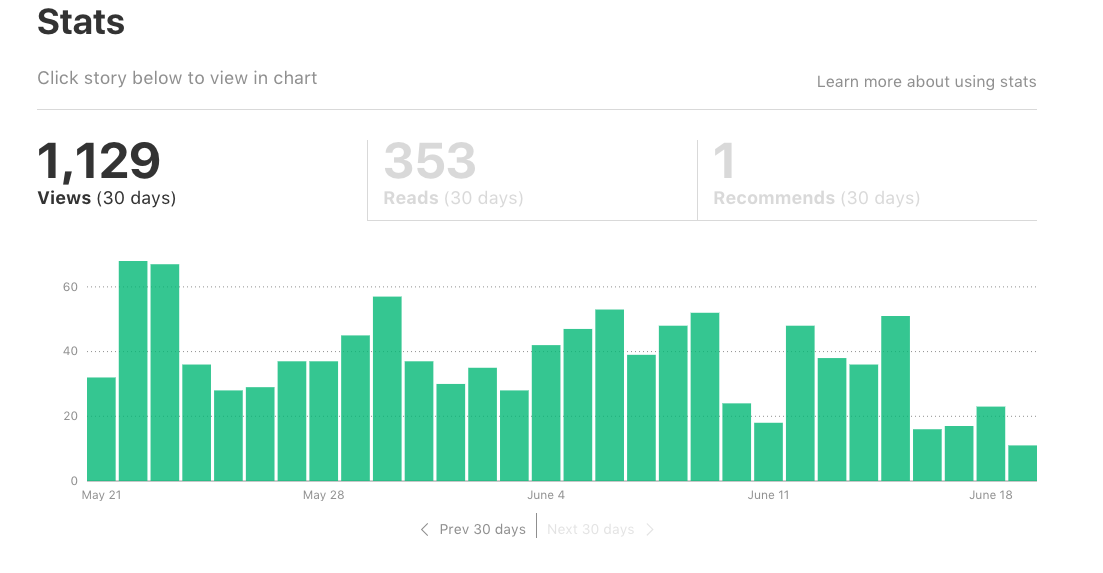 Stats
Click story below to view in chart
Learn more about using stats
1,129
Views (30 days)
353
Reads (30 days)
1
Recommends (30 days)
60
40
20
0
May 21
May 28
June 4
June 11
June 18
Prev 30 days
Next 30 days